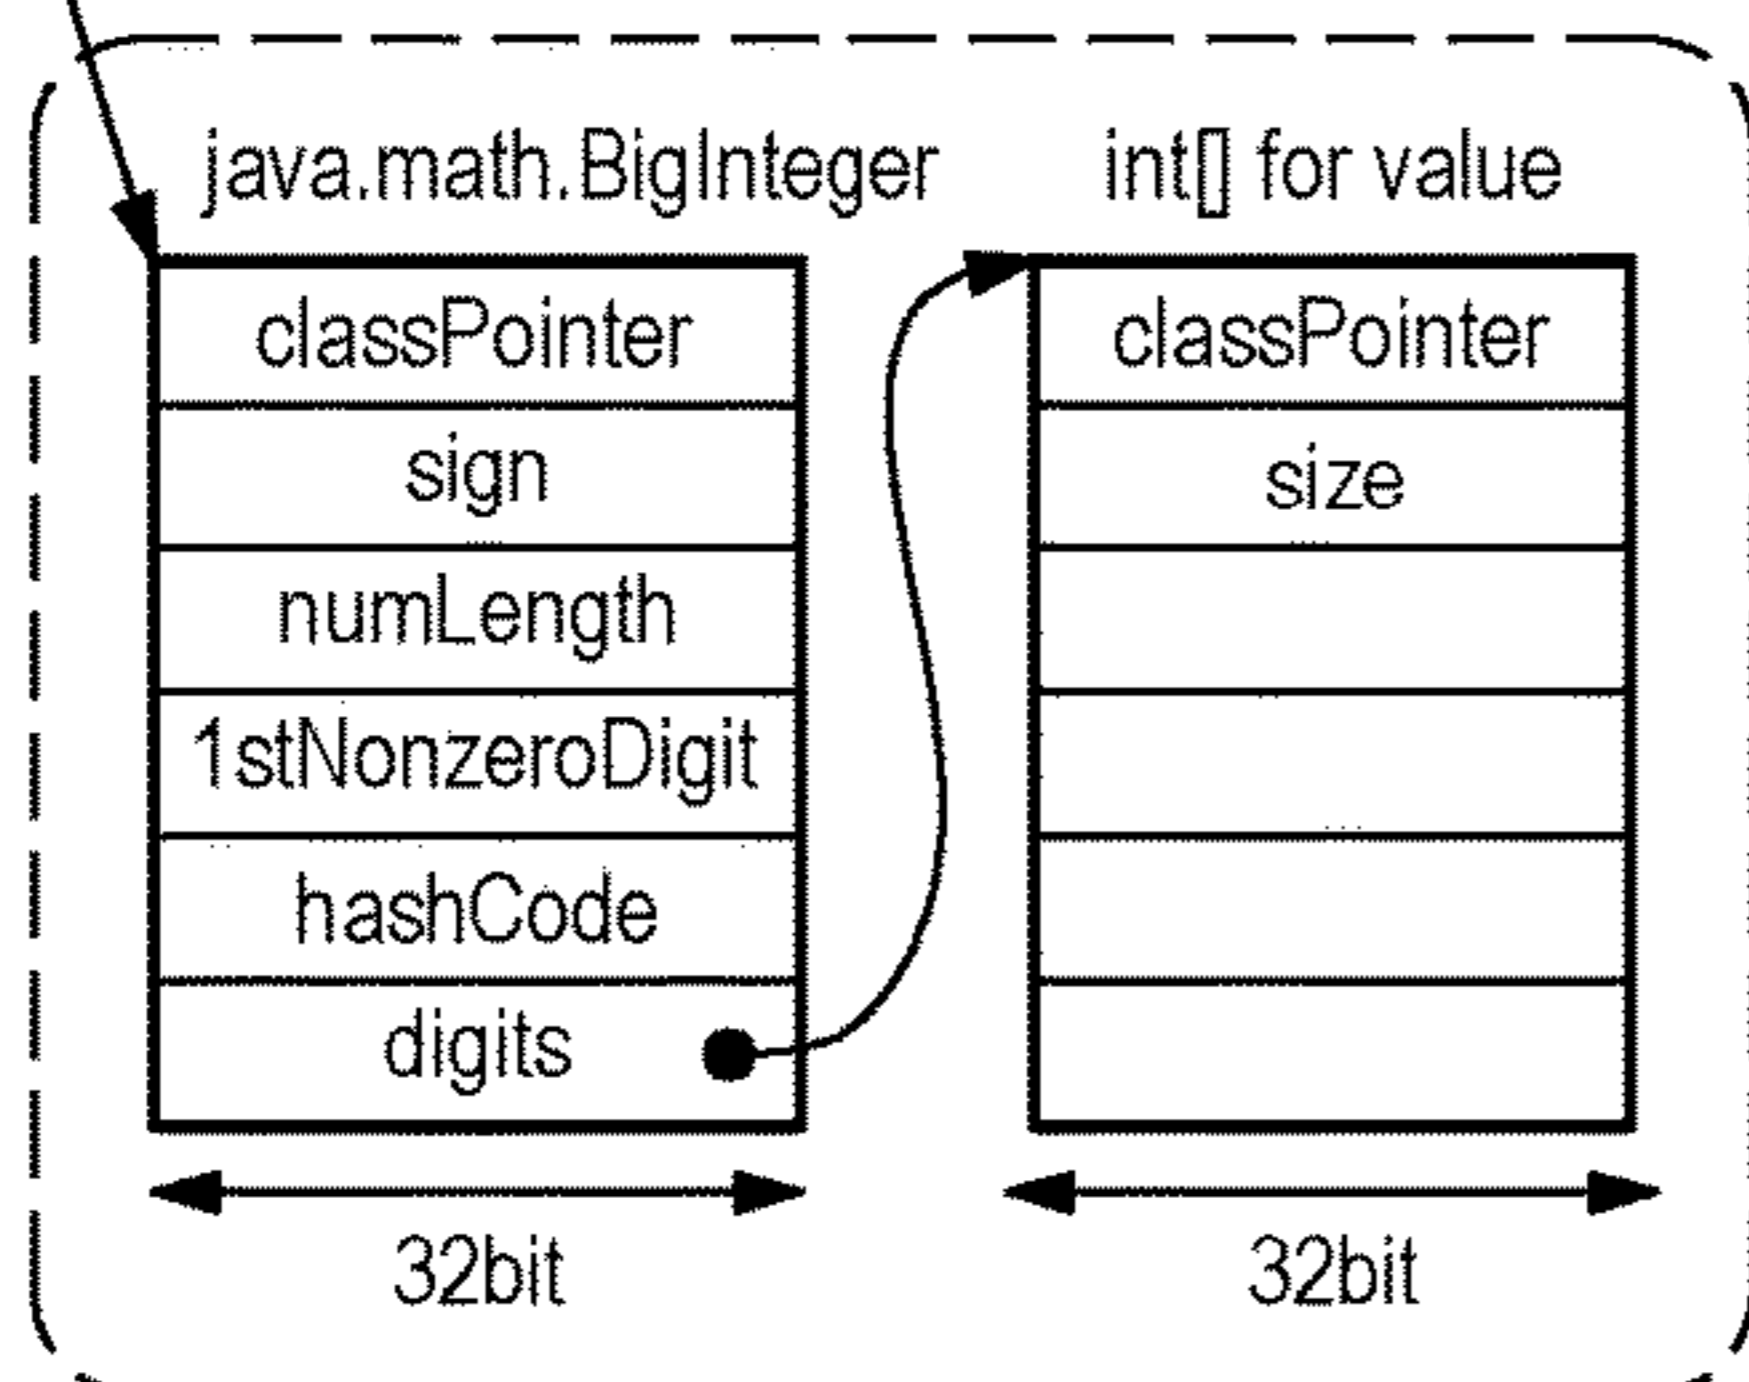 java.math.BigInteger
classPointer
sign
numLength
1stNonzeroDigit
hashCode
digits
32bit
int[] for value
classPointer
size
32bit